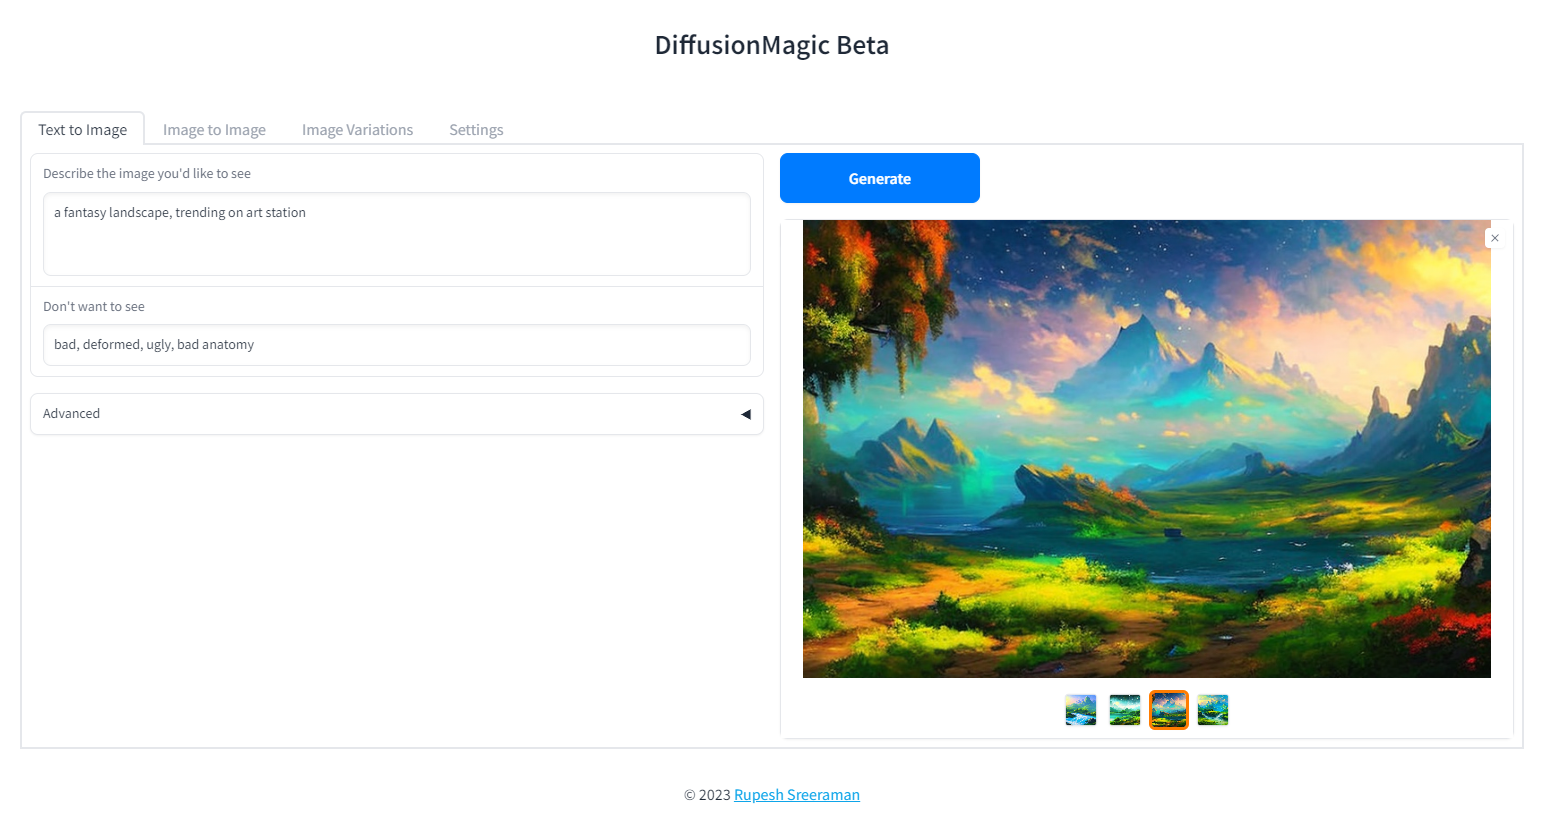 DiffusionMagic Beta
Text to Image
Image to Image
Image Variations
Settings
Describe the image you'd like to see
a fantasy landscape, trending on art station
Don't want to see
bad, deformed, ugly, bad anatomy
Advanced
Generate
© 2023 Rupesh Sreeraman